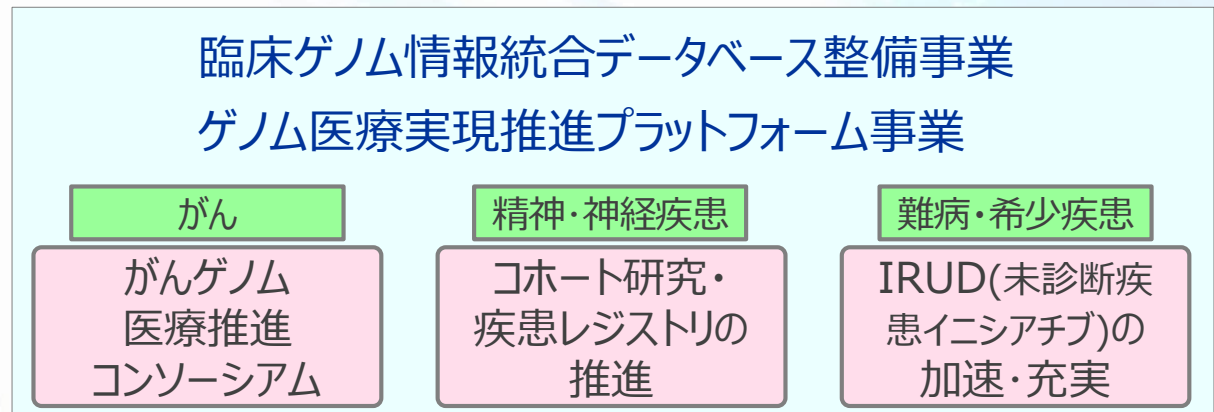 臨床ゲノム情報統合データベース整備事業
ゲノム医療実現推進プラットフォーム事業
がん
がんゲノム
医療推進
コンソーシアム
精神・神経疾患
コホート研究・
疾患レジストリの
推進
難病・希少疾患
IRUD(未診断疾
患イニシアチブ)の
加速・充実